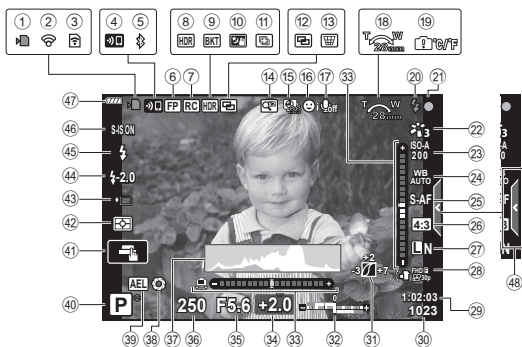 ① ② ③ ④ ⑤ ⑧ ⑨ ⑩ ⑪ ⑫ ⑬ ⑱ ⑲
HDR BKT T W 28mm °C/°F
⑥ ⑦ ⑭ ⑮ ⑯ ⑰ ㉝ ⑳ ㉑
㊼ FP RC HDR i off T W 28mm
㊻ S-IS ON 3 ㉒
ISO-A 200 ㉓
㊺
WB AUTO ㉔
㊹ -2.0
S-AF ㉕
㊸
4:3 ㉖
㊷
L N ㉗
㊶
+2 -3 +7
FHD F 30p ㉘
㊽
1:02:03 ㉙
P AEL 250 F5.6 +2.0 0 1023
㊵ ㊴ ㊳ ㊲ ㊱ ㉟ ㉞ ㉝ ㉜ ㉛ ㉚